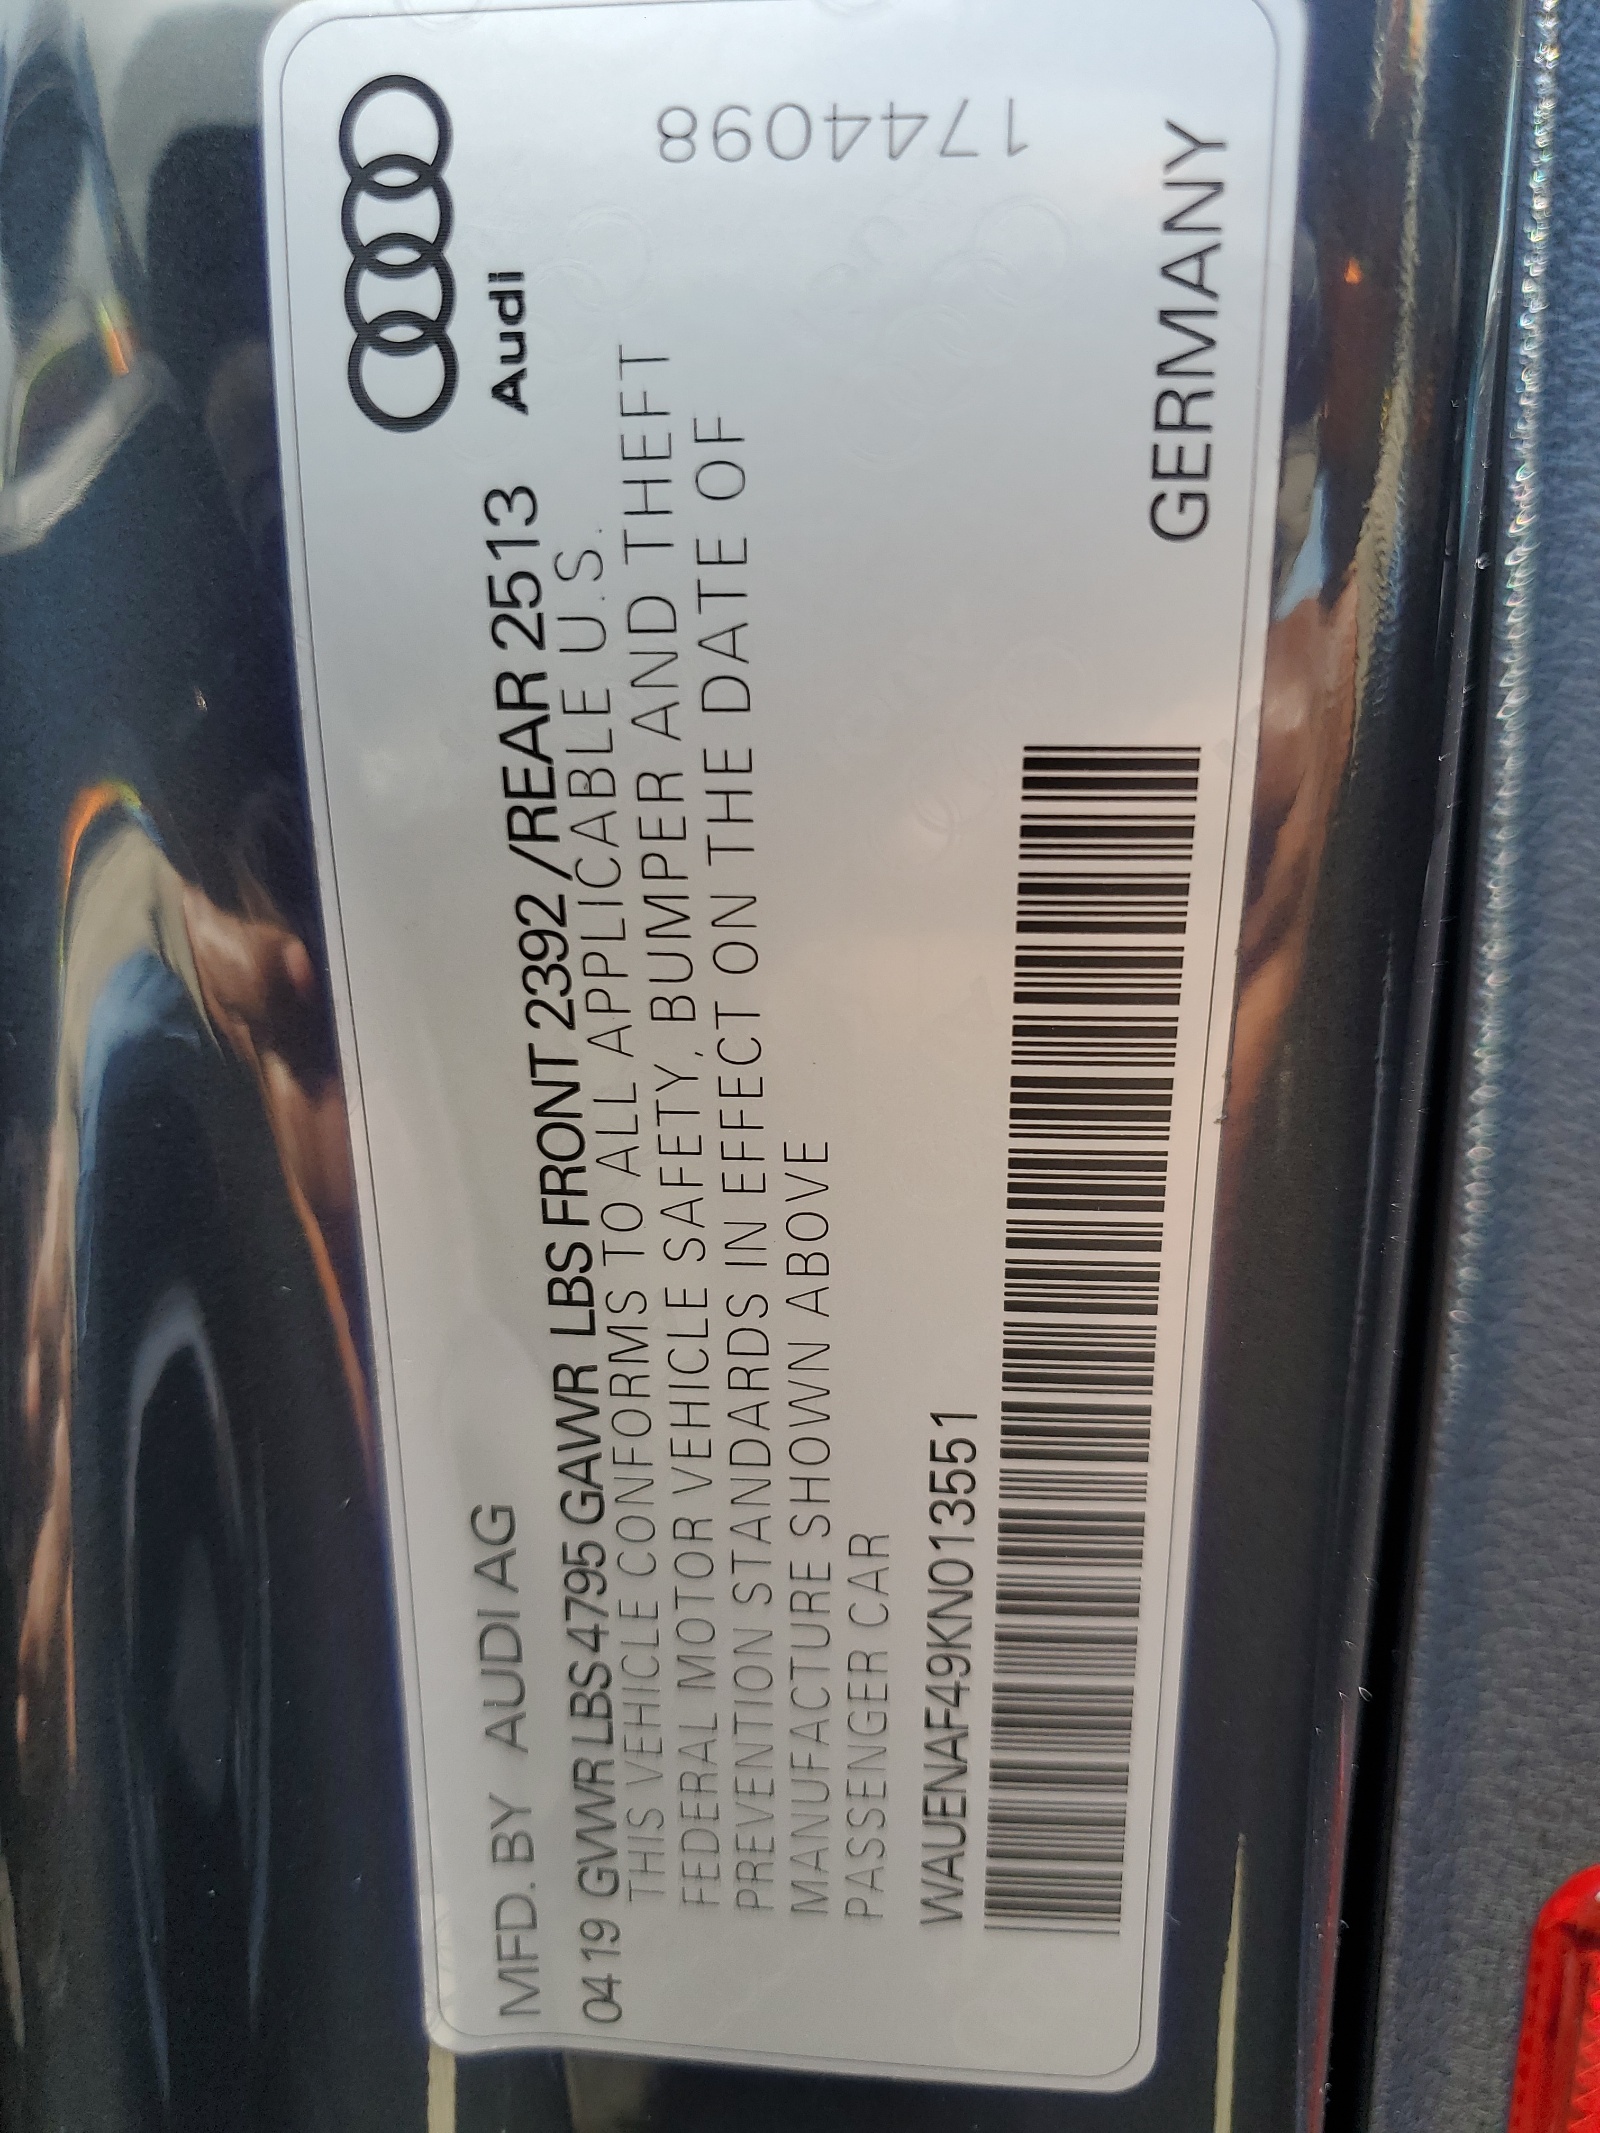 MFD. BY AUDI AG
Audi
04 19 GVWR LBS 4795 GAWR LBS FRONT 2392 /REAR 2513
THIS VEHICLE CONFORMS TO ALL APPLICABLE U.S.
FEDERAL MOTOR VEHICLE SAFETY, BUMPER AND THEFT
PREVENTION STANDARDS IN EFFECT ON THE DATE OF
MANUFACTURE SHOWN ABOVE
PASSENGER CAR
WAUENAF49KN013551
GERMANY
1744098